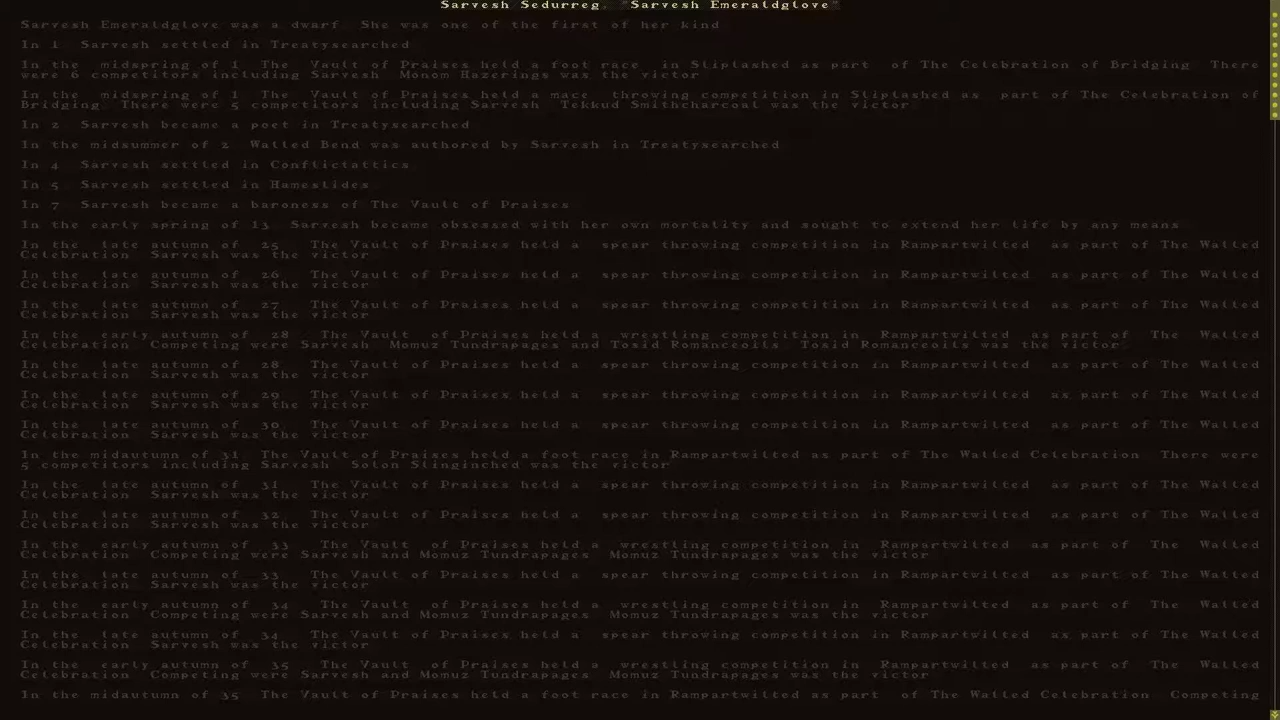 Sarvesh Sedurreg, "Sarvesh Emeraldglove"
Sarvesh Emeraldglove was a dwarf. She was one of the first of her kind
In 1 Sarvesh settled in Treatysearched
In the midspring of 1 The Vault of Praises held a foot race in Sliplashed as part of The Celebration of Bridging There
were 6 competitors including Sarvesh Monom Hazerings was the victor
In the midspring of 1 The Vault of Praises held a mace throwing competition in Sliplashed as part of The Celebration of
Bridging There were 5 competitors including Sarvesh Tekkud Smithcharcoal was the victor
In 2 Sarvesh became a poet in Treatysearched
In the midsummer of 2 Walled Bend was authored by Sarvesh in Treatysearched
In 4 Sarvesh settled in Conflicttattics
In 5 Sarvesh settled in Hameslides
In 7 Sarvesh became a baroness of The Vault of Praises
In the early spring of 13 Sarvesh became obsessed with her own mortality and sought to extend her life by any means
In the late autumn of 25 The Vault of Praises held a spear throwing competition in Rampartwilted as part of The Walled
Celebration Sarvesh was the victor
In the late autumn of 26 The Vault of Praises held a spear throwing competition in Rampartwilted as part of The Walled
Celebration Sarvesh was the victor
In the late autumn of 27 The Vault of Praises held a spear throwing competition in Rampartwilted as part of The Walled
Celebration Sarvesh was the victor
In the early autumn of 28 The Vault of Praises held a wrestling competition in Rampartwilted as part of The Walled
Celebration Competing were Sarvesh Momuz Tundrapages and Tosid Romancecoils Tosid Romancecoils was the victor
In the late autumn of 28 The Vault of Praises held a spear throwing competition in Rampartwilted as part of The Walled
Celebration Sarvesh was the victor
In the late autumn of 29 The Vault of Praises held a spear throwing competition in Rampartwilted as part of The Walled
Celebration Sarvesh was the victor
In the late autumn of 30 The Vault of Praises held a spear throwing competition in Rampartwilted as part of The Walled
Celebration Sarvesh was the victor
In the midautumn of 31 The Vault of Praises held a foot race in Rampartwilted as part of The Walled Celebration There were
5 competitors including Sarvesh Solon Slinginched was the victor
In the late autumn of 31 The Vault of Praises held a spear throwing competition in Rampartwilted as part of The Walled
Celebration Sarvesh was the victor
In the late autumn of 32 The Vault of Praises held a spear throwing competition in Rampartwilted as part of The Walled
Celebration Sarvesh was the victor
In the early autumn of 33 The Vault of Praises held a wrestling competition in Rampartwilted as part of The Walled
Celebration Competing were Sarvesh and Momuz Tundrapages Momuz Tundrapages was the victor
In the late autumn of 33 The Vault of Praises held a spear throwing competition in Rampartwilted as part of The Walled
Celebration Sarvesh was the victor
In the early autumn of 34 The Vault of Praises held a wrestling competition in Rampartwilted as part of The Walled
Celebration Competing were Sarvesh and Momuz Tundrapages Momuz Tundrapages was the victor
In the late autumn of 34 The Vault of Praises held a spear throwing competition in Rampartwilted as part of The Walled
Celebration Sarvesh was the victor
In the early autumn of 35 The Vault of Praises held a wrestling competition in Rampartwilted as part of The Walled
Celebration Competing were Sarvesh and Momuz Tundrapages Momuz Tundrapages was the victor
In the midautumn of 35 The Vault of Praises held a foot race in Rampartwilted as part of The Walled Celebration Competing